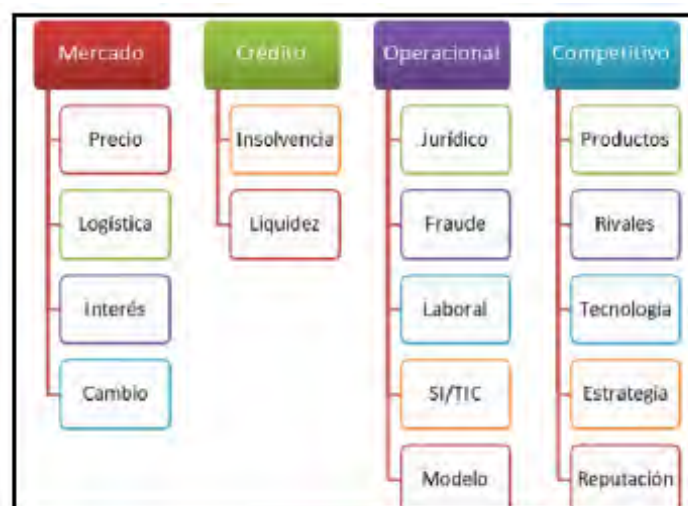 Mercado
Precio
Logística
Interés
Cambio
Crédito
Insolvencia
Liquidez
Operacional
Jurídico
Fraude
Laboral
SI/TIC
Modelo
Competitivo
Productos
Rivales
Tecnología
Estrategia
Reputación